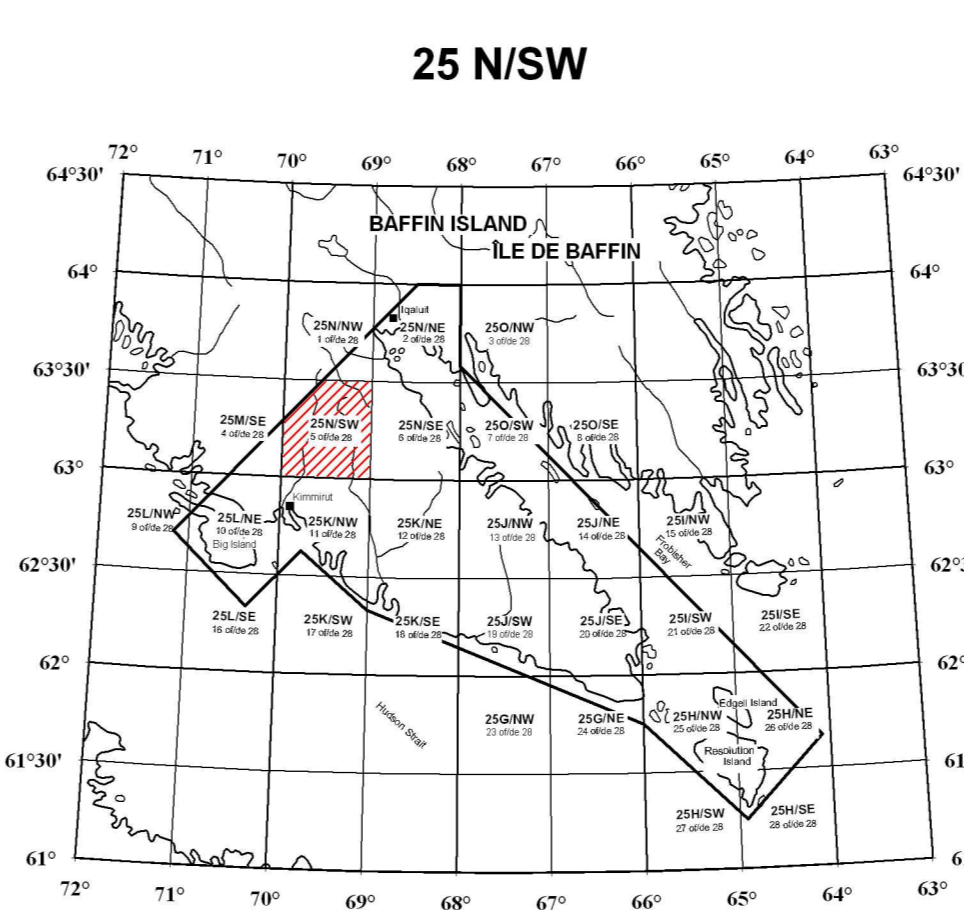 25 N/SW
72° 71° 70° 69° 68° 67° 66° 65° 64° 63°
64°30' 64°30'
BAFFIN ISLAND
ÎLE DE BAFFIN
64° 64°
Iqaluit
25N/NW 25N/NE 25O/NW
1 of/de 28 2 of/de 28 3 of/de 28
63°30' 63°30
25M/SE 25N/SW 25N/SE 25O/SW 25O/SE
4 of/de 28 5 of/de 28 6 of/de 28 7 of/de 28 8 of/de 28
63° 63°
Kimmirut
25L/NW 25L/NE 25K/NW 25K/NE 25J/NW 25J/NE 25I/NW
9 of/de 28 10 of/de 28 11 of/de 28 12 of/de 28 13 of/de 28 14 of/de 28 15 of/de 28
Big Island
Frobisher
Bay
62°30' 62°3
25L/SE 25K/SW 25K/SE 25J/SW 25J/SE 25I/SW 25I/SE
16 of/de 28 17 of/de 28 18 of/de 28 19 of/de 28 20 of/de 28 21 of/de 28 22 of/de 28
62° 62°
Edgell Island
Hudson Strait
25G/NW 25G/NE 25H/NW 25H/NE
23 of/de 28 24 of/de 28 25 of/de 28 26 of/de 28
Resolution
Island
61°30' 61
25H/SW 25H/SE
27 of/de 28 28 of/de 28
61° 6
72° 71° 70° 69° 68° 67° 66° 65° 64° 63°